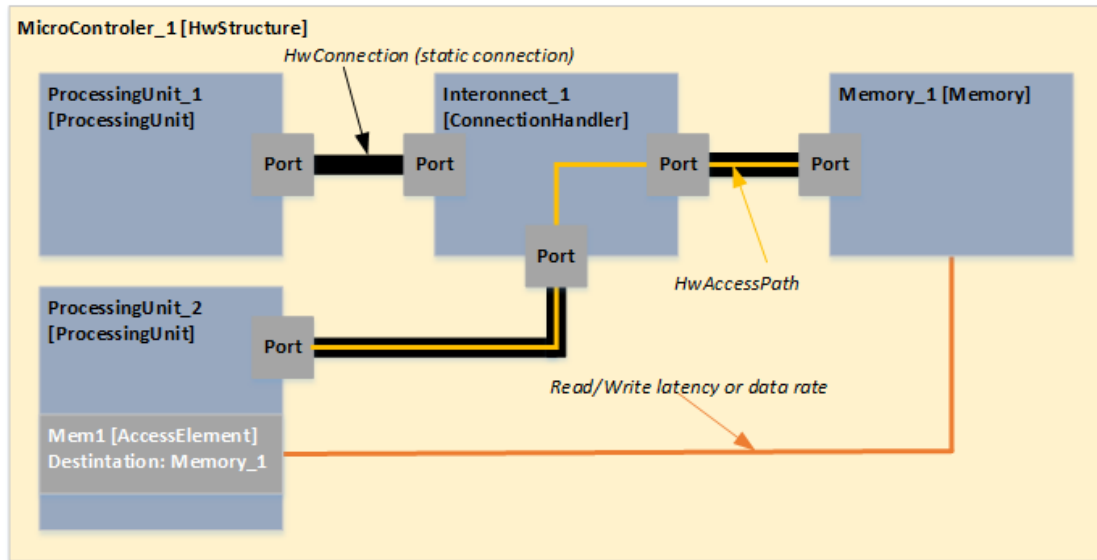 MicroControler_1 [HwStructure]
HwConnection (static connection)
ProcessingUnit_1
[ProcessingUnit]
Interonnect_1
[ConnectionHandler]
Memory_1 [Memory]
Port
Port
Port
Port
Port
HwAccessPath
ProcessingUnit_2
[ProcessingUnit]
Port
Read/Write latency or data rate
Mem1 [AccessElement]
Destintation: Memory_1